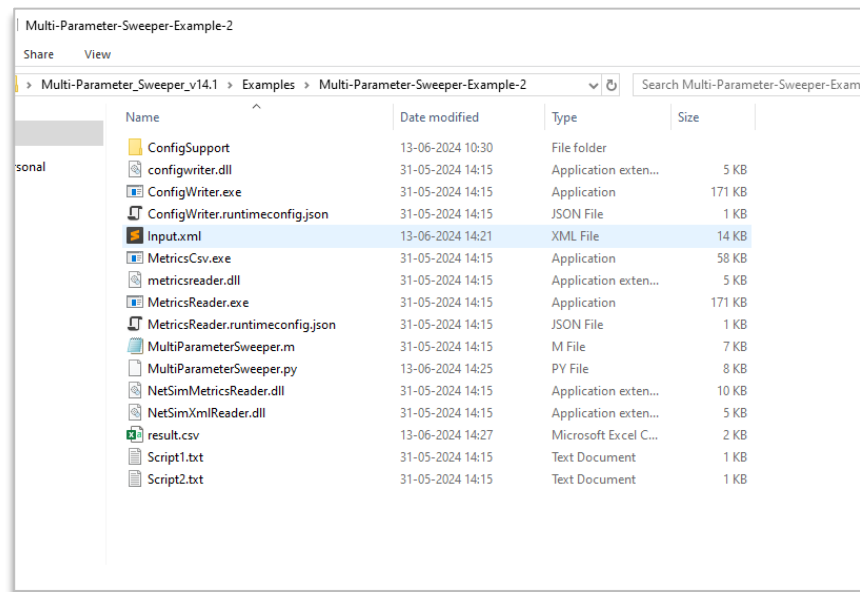 Multi-Parameter-Sweeper-Example-2
Share View
> Multi-Parameter_Sweeper_v14.1 > Examples > Multi-Parameter-Sweeper-Example-2 Search Multi-Parameter-Sweeper-Exam
Name Date modified Type Size
ConfigSupport 13-06-2024 10:30 File folder
sonal
configwriter.dll 31-05-2024 14:15 Application exten... 5 KB
ConfigWriter.exe 31-05-2024 14:15 Application 171 KB
ConfigWriter.runtimeconfig.json 31-05-2024 14:15 JSON File 1 KB
Input.xml 13-06-2024 14:21 XML File 14 KB
MetricsCsv.exe 31-05-2024 14:15 Application 58 KB
metricsreader.dll 31-05-2024 14:15 Application exten... 5 KB
MetricsReader.exe 31-05-2024 14:15 Application 171 KB
MetricsReader.runtimeconfig.json 31-05-2024 14:15 JSON File 1 KB
MultiParameterSweeper.m 31-05-2024 14:15 M File 7 KB
MultiParameterSweeper.py 13-06-2024 14:25 PY File 8 KB
NetSimMetricsReader.dll 31-05-2024 14:15 Application exten... 10 KB
NetSimXmlReader.dll 31-05-2024 14:15 Application exten... 5 KB
result.csv 13-06-2024 14:27 Microsoft Excel C... 2 KB
Script1.txt 31-05-2024 14:15 Text Document 1 KB
Script2.txt 31-05-2024 14:15 Text Document 1 KB